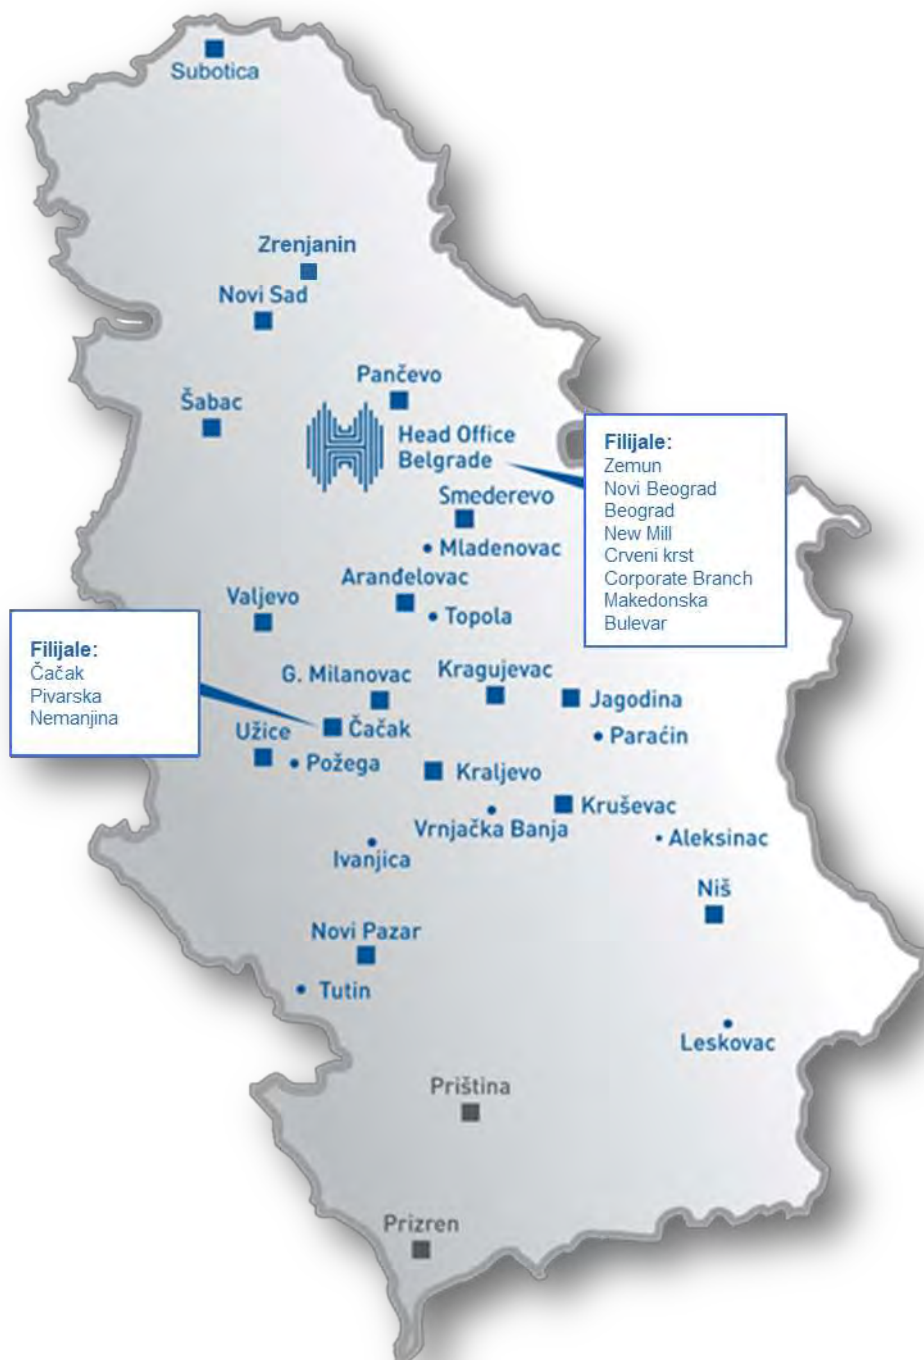 Subotica
Zrenjanin
Novi Sad
Pančevo
Šabac
Head Office
Belgrade
Filijale:
Zemun
Novi Beograd
Beograd
New Mill
Crveni krst
Corporate Branch
Makedonska
Bulevar
Smederevo
Mladenovac
Aranđelovac
Valjevo
Topola
Filijale:
Čačak
Pivarska
Nemanjina
G. Milanovac
Kragujevac
Jagodina
Užice
Čačak
Paraćin
Požega
Kraljevo
Kruševac
Vrnjačka Banja
Aleksinac
Ivanjica
Niš
Novi Pazar
Tutin
Leskovac
Priština
Prizren